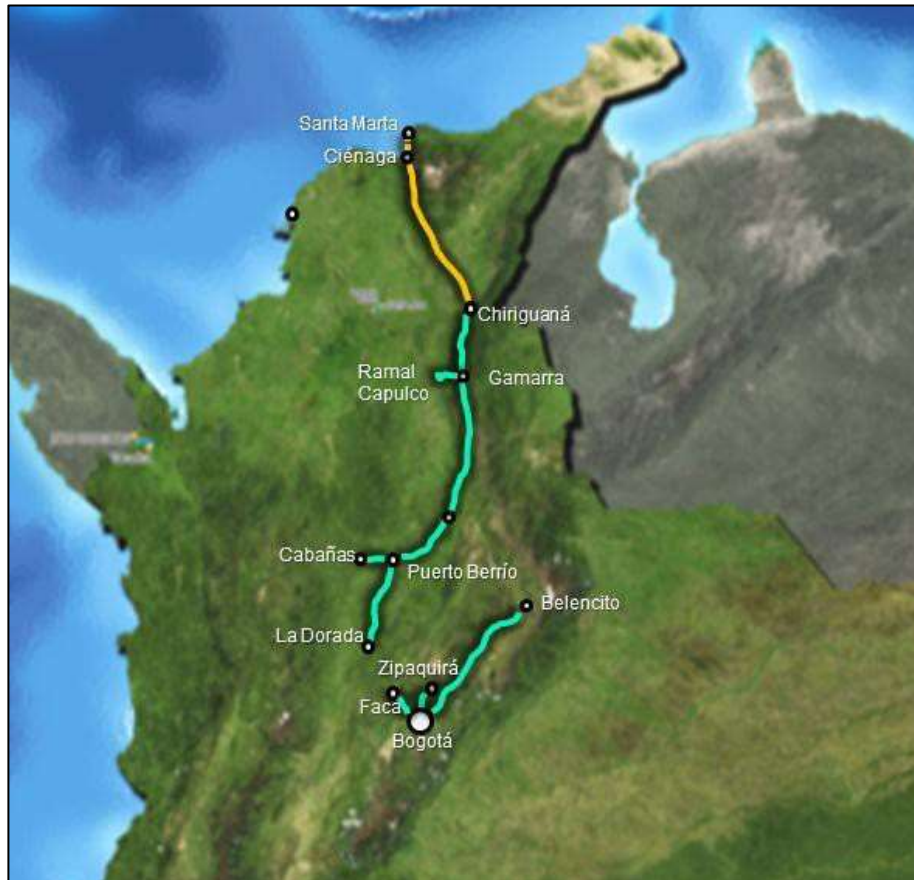 Santa Marta
Ciénaga
Chiriguaná
Ramal
Capulco
Gamarra
Cabañas
Puerto Berrío
Belencito
La Dorada
Zipaquirá
Faca
Bogotá